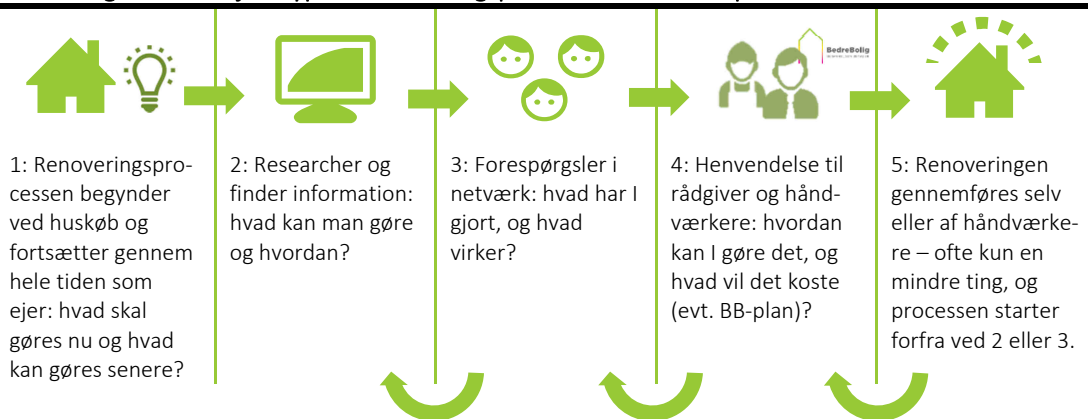 1: Renoveringspro-
cessen begynder
ved huskøb og
fortsætter gennem
hele tiden som
ejer: hvad skal
gøres nu og hvad
kan gøres senere?
2: Researcher og
finder information:
hvad kan man gøre
og hvordan?
3: Forespørgsler i
netværk: hvad har I
gjort, og hvad
virker?
BedreBolig
4: Henvendelse til
rådgiver og hånd-
værkere: hvordan
kan I gøre det, og
hvad vil det koste
(evt. BB-plan)?
5: Renoveringen
gennemføres selv
eller af håndværke-
re – ofte kun en
mindre ting, og
processen starter
forfra ved 2 eller 3.